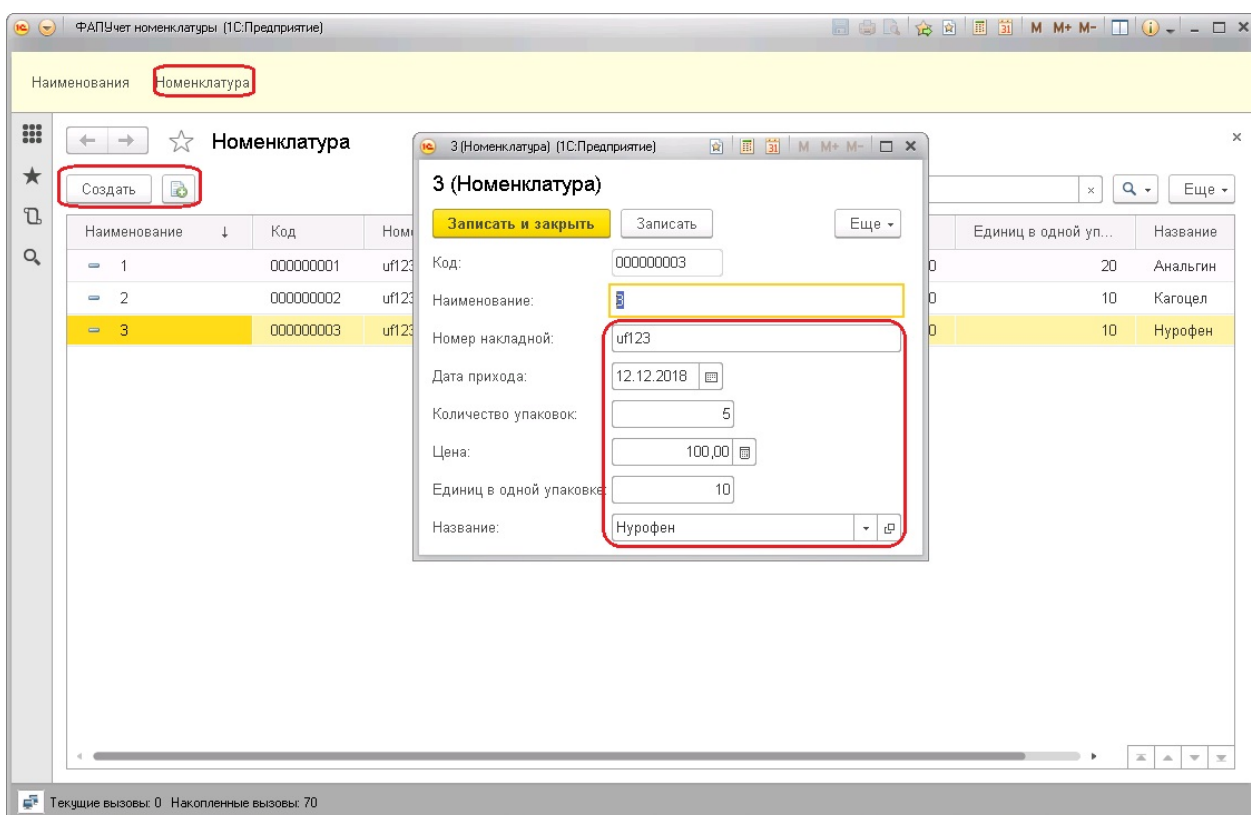 ФАПУчет номенклатуры (1С:Предприятие) 31 M M+ M-
Наименования Номенклатура
Номенклатура
Создать Еще
Наименование ↓ Код Единиц в одной уп... Название
1 000000001 uf123 20 Анальгин
2 000000002 uf123 10 Кагоцел
3 000000003 uf123 10 Нурофен
3 (Номенклатура) (1С:Предприятие) 31 M M+ M-
3 (Номенклатура)
Записать и закрыть Записать Еще
Код: 000000003
Наименование: 3
Номер накладной: uf123
Дата прихода: 12.12.2018
Количество упаковок: 5
Цена: 100,00
Единиц в одной упаковке: 10
Название: Нурофен
Текущие вызовы: 0 Накопленные вызовы: 70